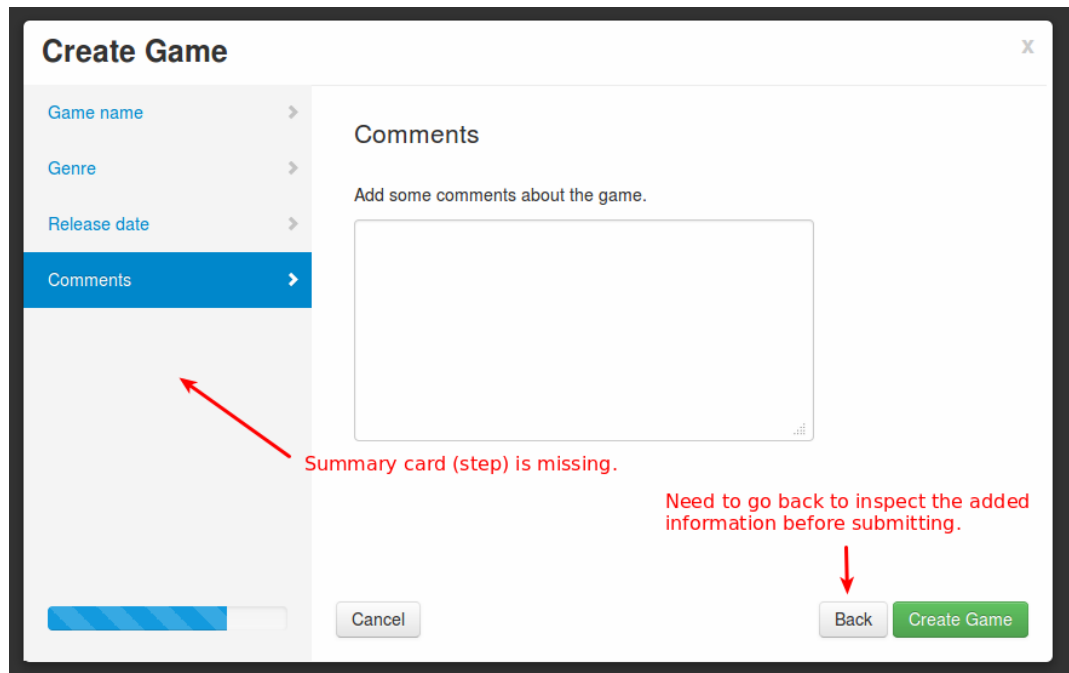 Create Game
x
Game name
Genre
Release date
Comments
Comments
Add some comments about the game.
Summary card (step) is missing.
Need to go back to inspect the added
information before submitting.
Cancel
Back
Create Game